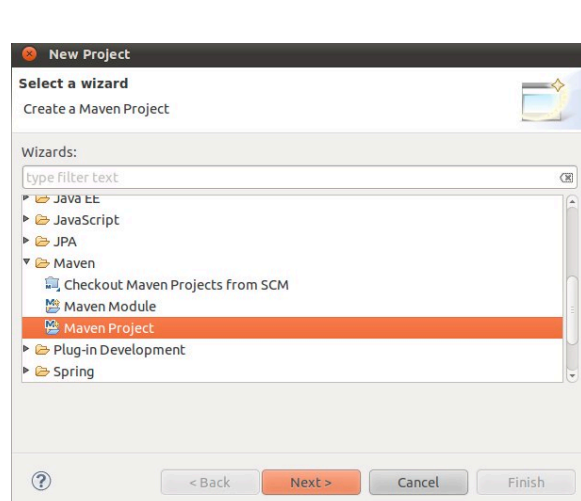 New Project
Select a wizard
Create a Maven Project
Wizards:
type filter text
Java EE
JavaScript
JPA
Maven
Checkout Maven Projects from SCM
Maven Module
Maven Project
Plug-in Development
Spring
? < Back Next > Cancel Finish